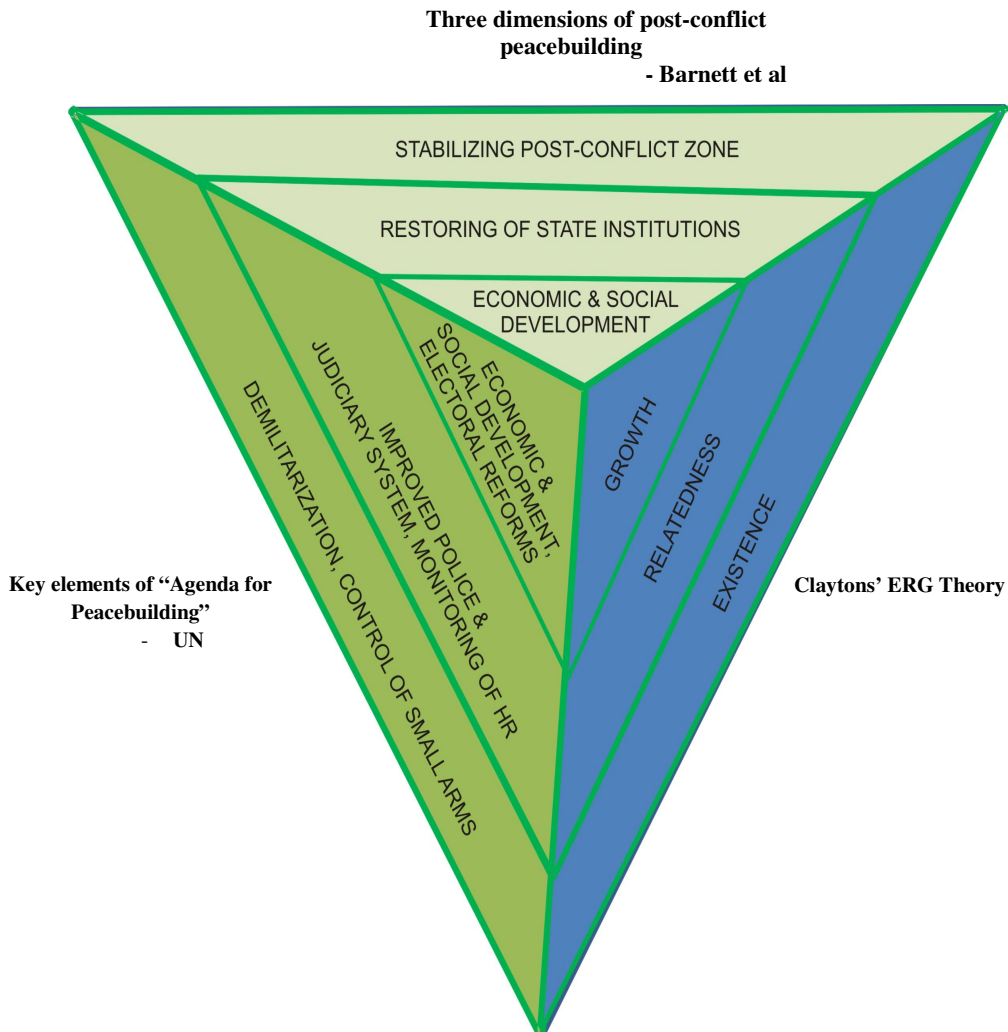 Three dimensions of post-conflict
peacebuilding
- Barnett et al
STABILIZING POST-CONFLICT ZONE
RESTORING OF STATE INSTITUTIONS
ECONOMIC & SOCIAL
DEVELOPMENT
ECONOMIC &
SOCIAL DEVELOPMENT,
ELECTORAL REFORMS
IMPROVED POLICE &
JUDICIARY SYSTEM, MONITORING OF HR
DEMILITARIZATION, CONTROL OF SMALL ARMS
GROWTH
RELATEDNESS
EXISTENCE
Key elements of “Agenda for
Peacebuilding”
- UN
Claytons’ ERG Theory